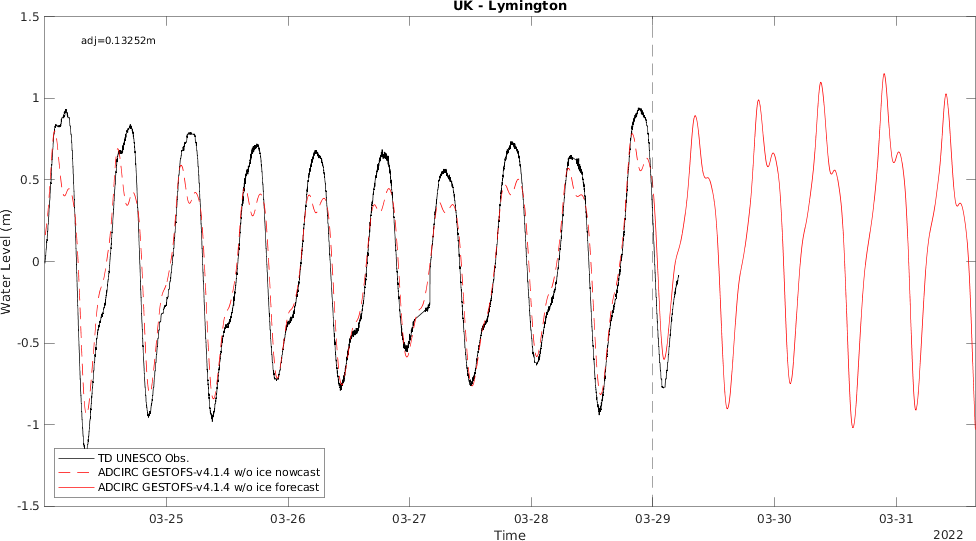 UK - Lymington
adj=0.13252m
1.5
1
0.5
0
-0.5
-1
-1.5
Water Level (m)
TD UNESCO Obs.
ADCIRC GESTOFS-v4.1.4 w/o ice nowcast
ADCIRC GESTOFS-v4.1.4 w/o ice forecast
03-25
03-26
03-27
03-28
03-29
03-30
03-31
Time
2022